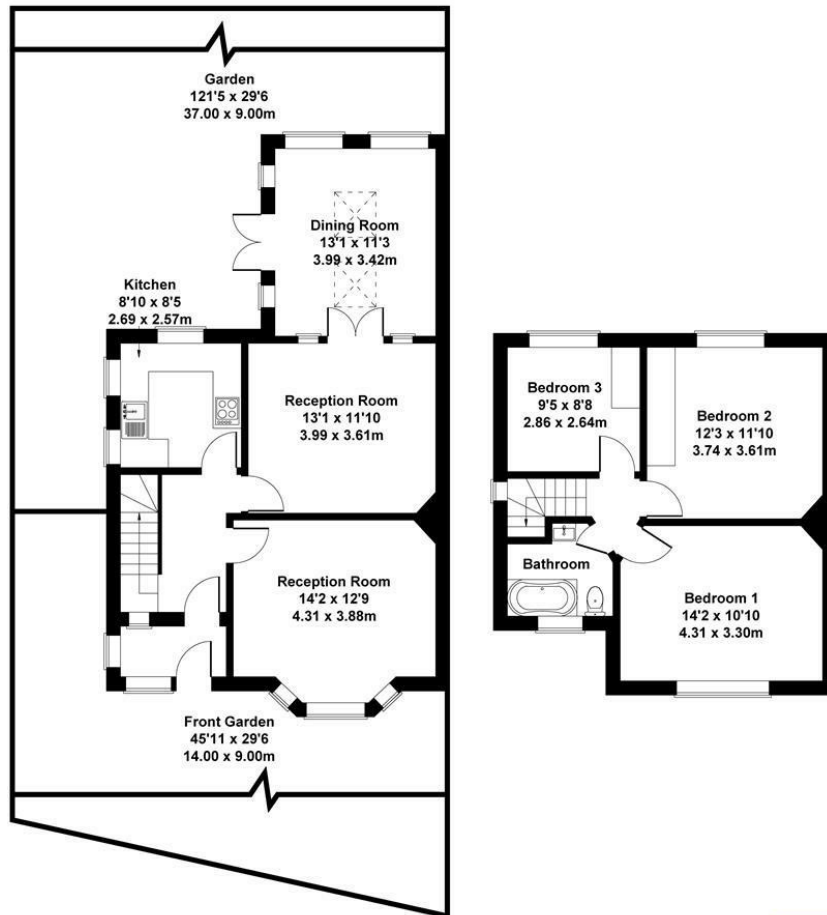 Garden
121'5 x 29'6
37.00 x 9.00m
Dining Room
13'1 x 11'3
3.99 x 3.42m
Kitchen
8'10 x 8'5
2.69 x 2.57m
Reception Room
13'1 x 11'10
3.99 x 3.61m
Reception Room
14'2 x 12'9
4.31 x 3.88m
Front Garden
45'11 x 29'6
14.00 x 9.00m
Bedroom 3
9'5 x 8'8
2.86 x 2.64m
Bedroom 2
12'3 x 11'10
3.74 x 3.61m
Bathroom
Bedroom 1
14'2 x 10'10
4.31 x 3.30m